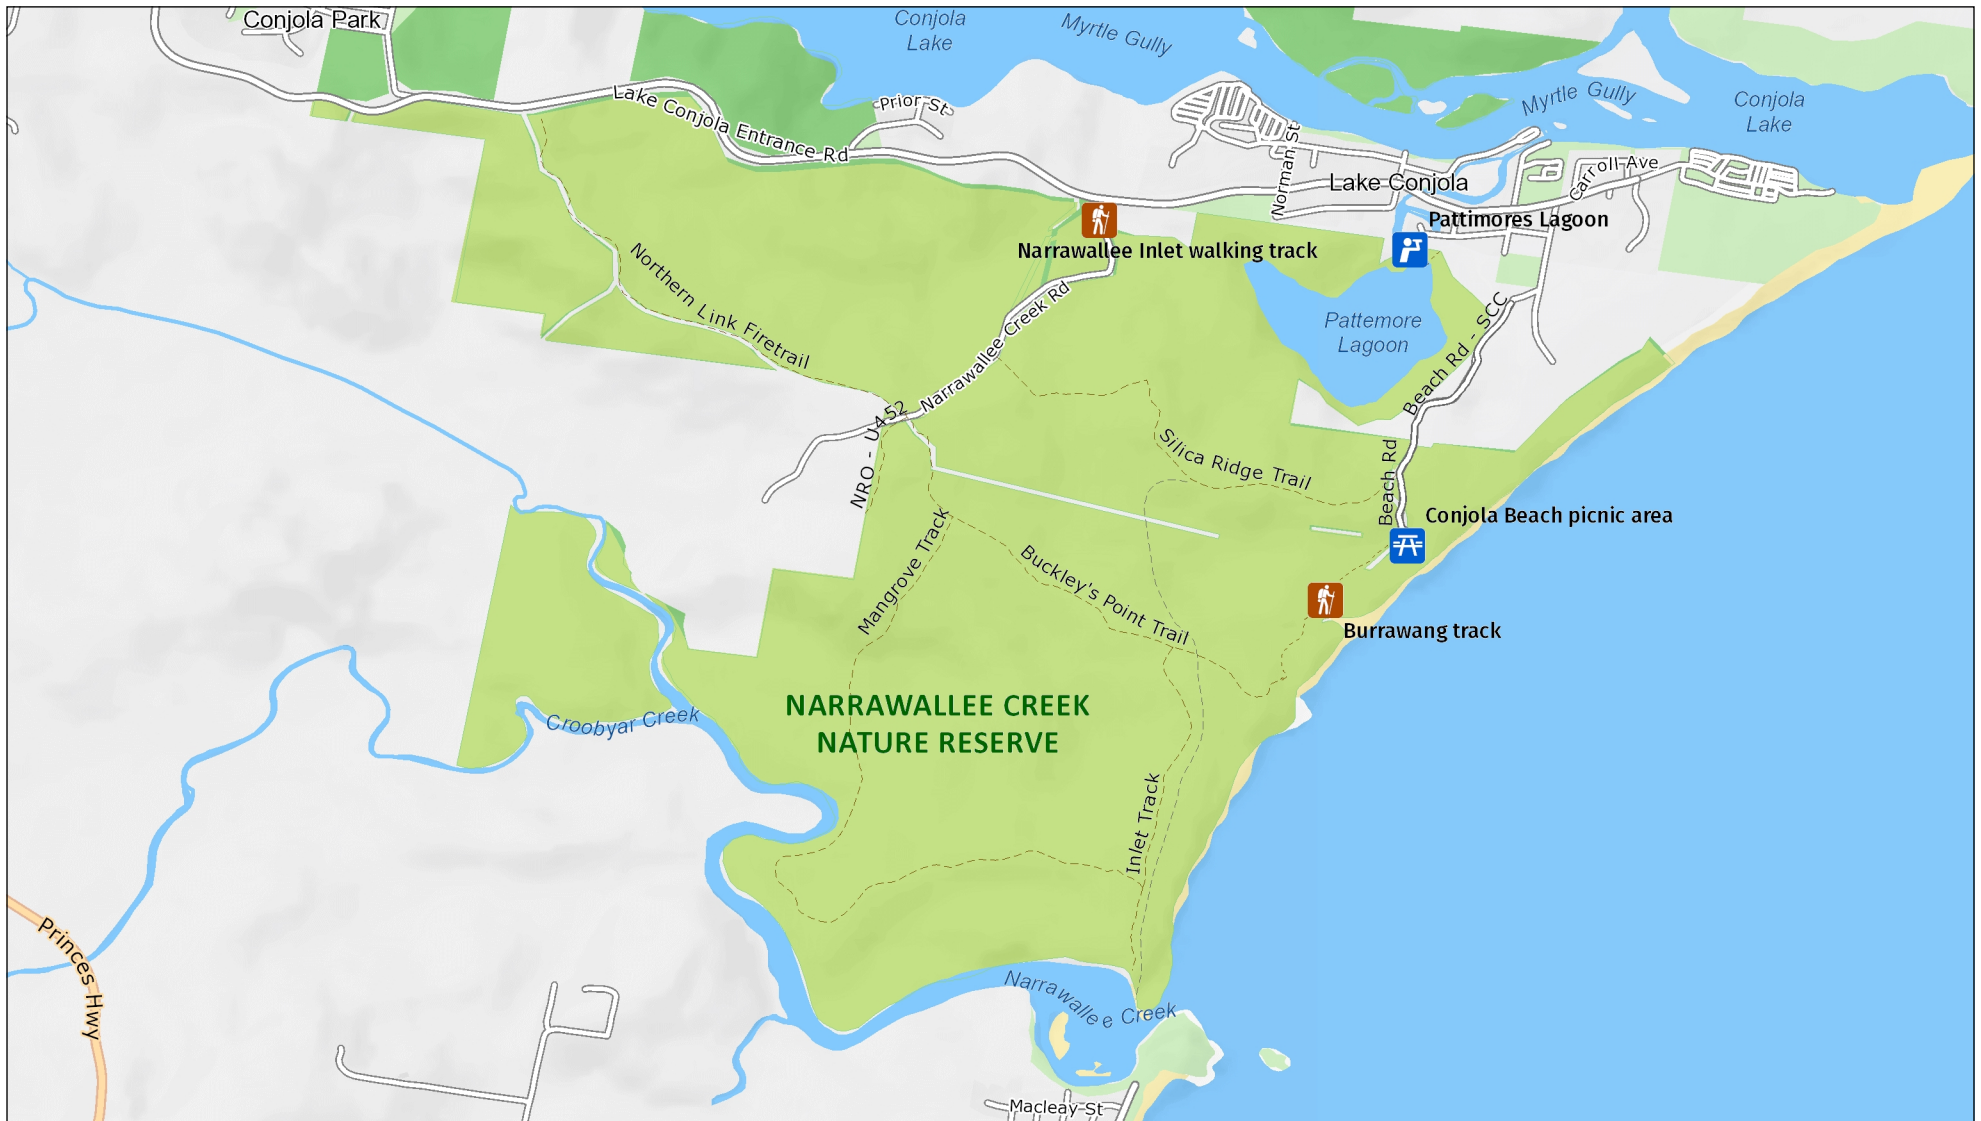 Conjola Park
Conjola
Lake
Myrtle Gully
Myrtle Gully
Conjola
Lake
Lake Conjola Entrance Rd
Prior St
Norman St
Lake Conjola
Carroll Ave
Pattimores Lagoon
Narrawallee Inlet walking track
Northern Link Firetrail
Narrawallee Creek Rd
Pattemore
Lagoon
Beach Rd - SCC
NRO - U452
Silica Ridge Trail
Beach Rd
Conjola Beach picnic area
Mangrove Track
Buckley's Point Trail
Burrawang track
NARRAWALLEE CREEK
NATURE RESERVE
Croobyar Creek
Inlet Track
Princes Hwy
Narrawallee Creek
Macleay St